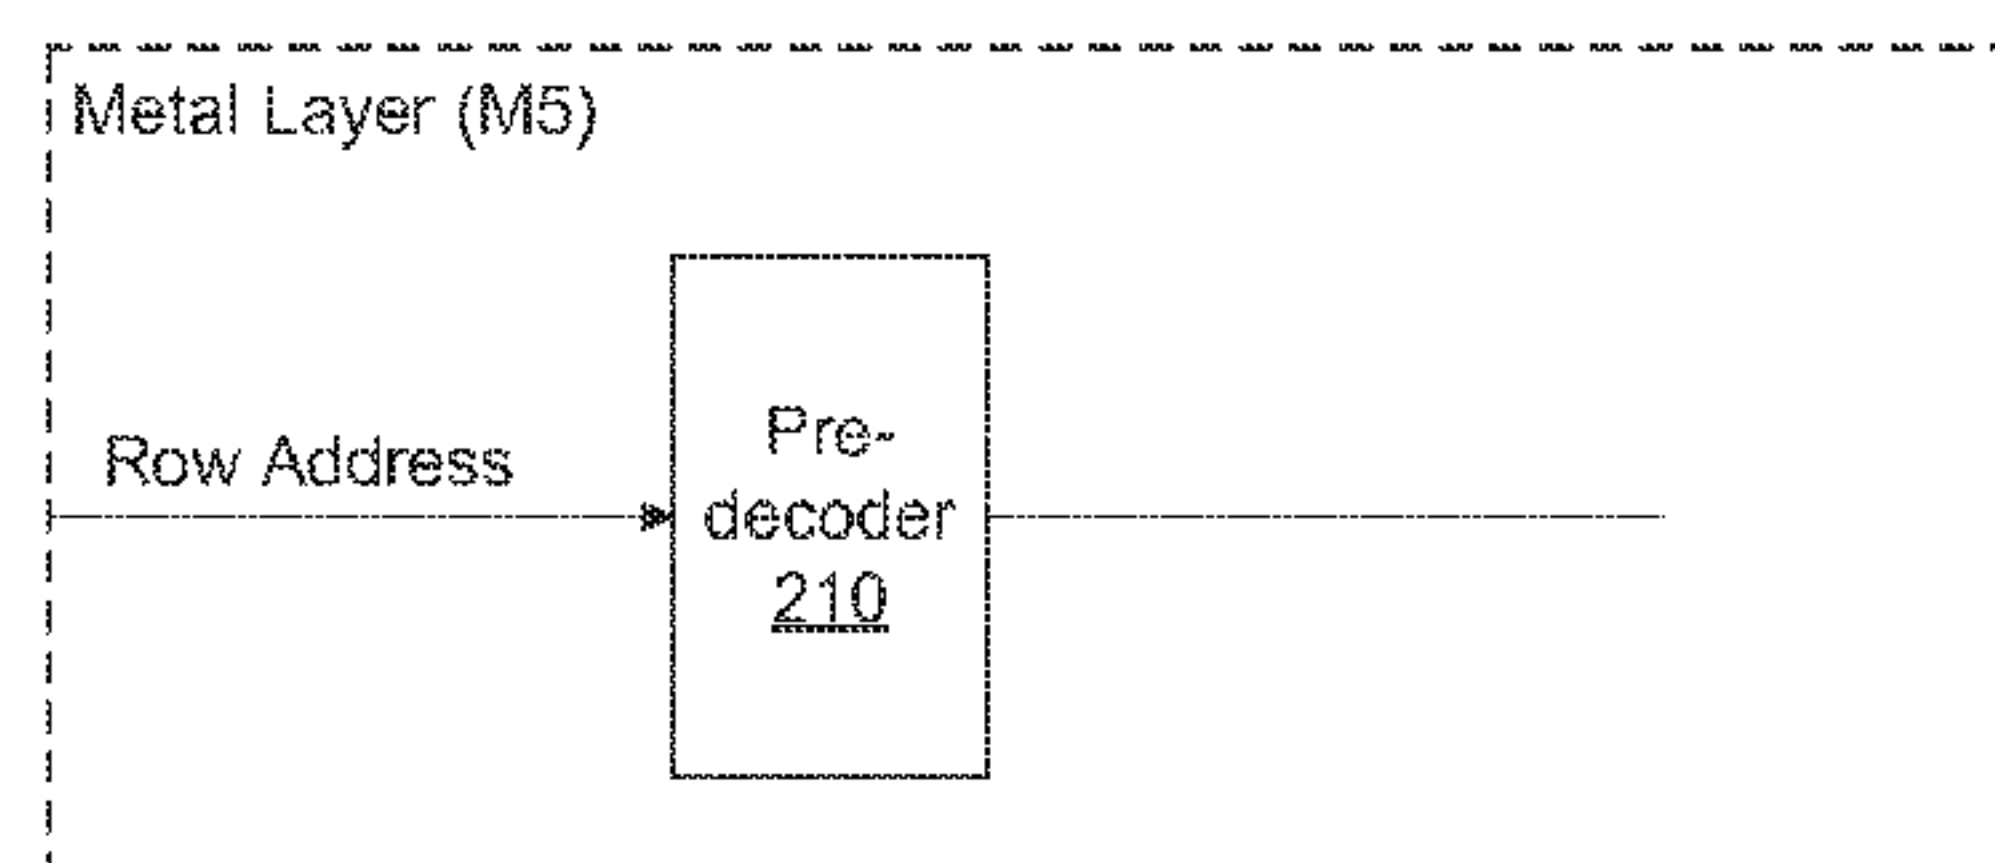 Metal Layer (M5)
Row Address
Pre-
decoder
210